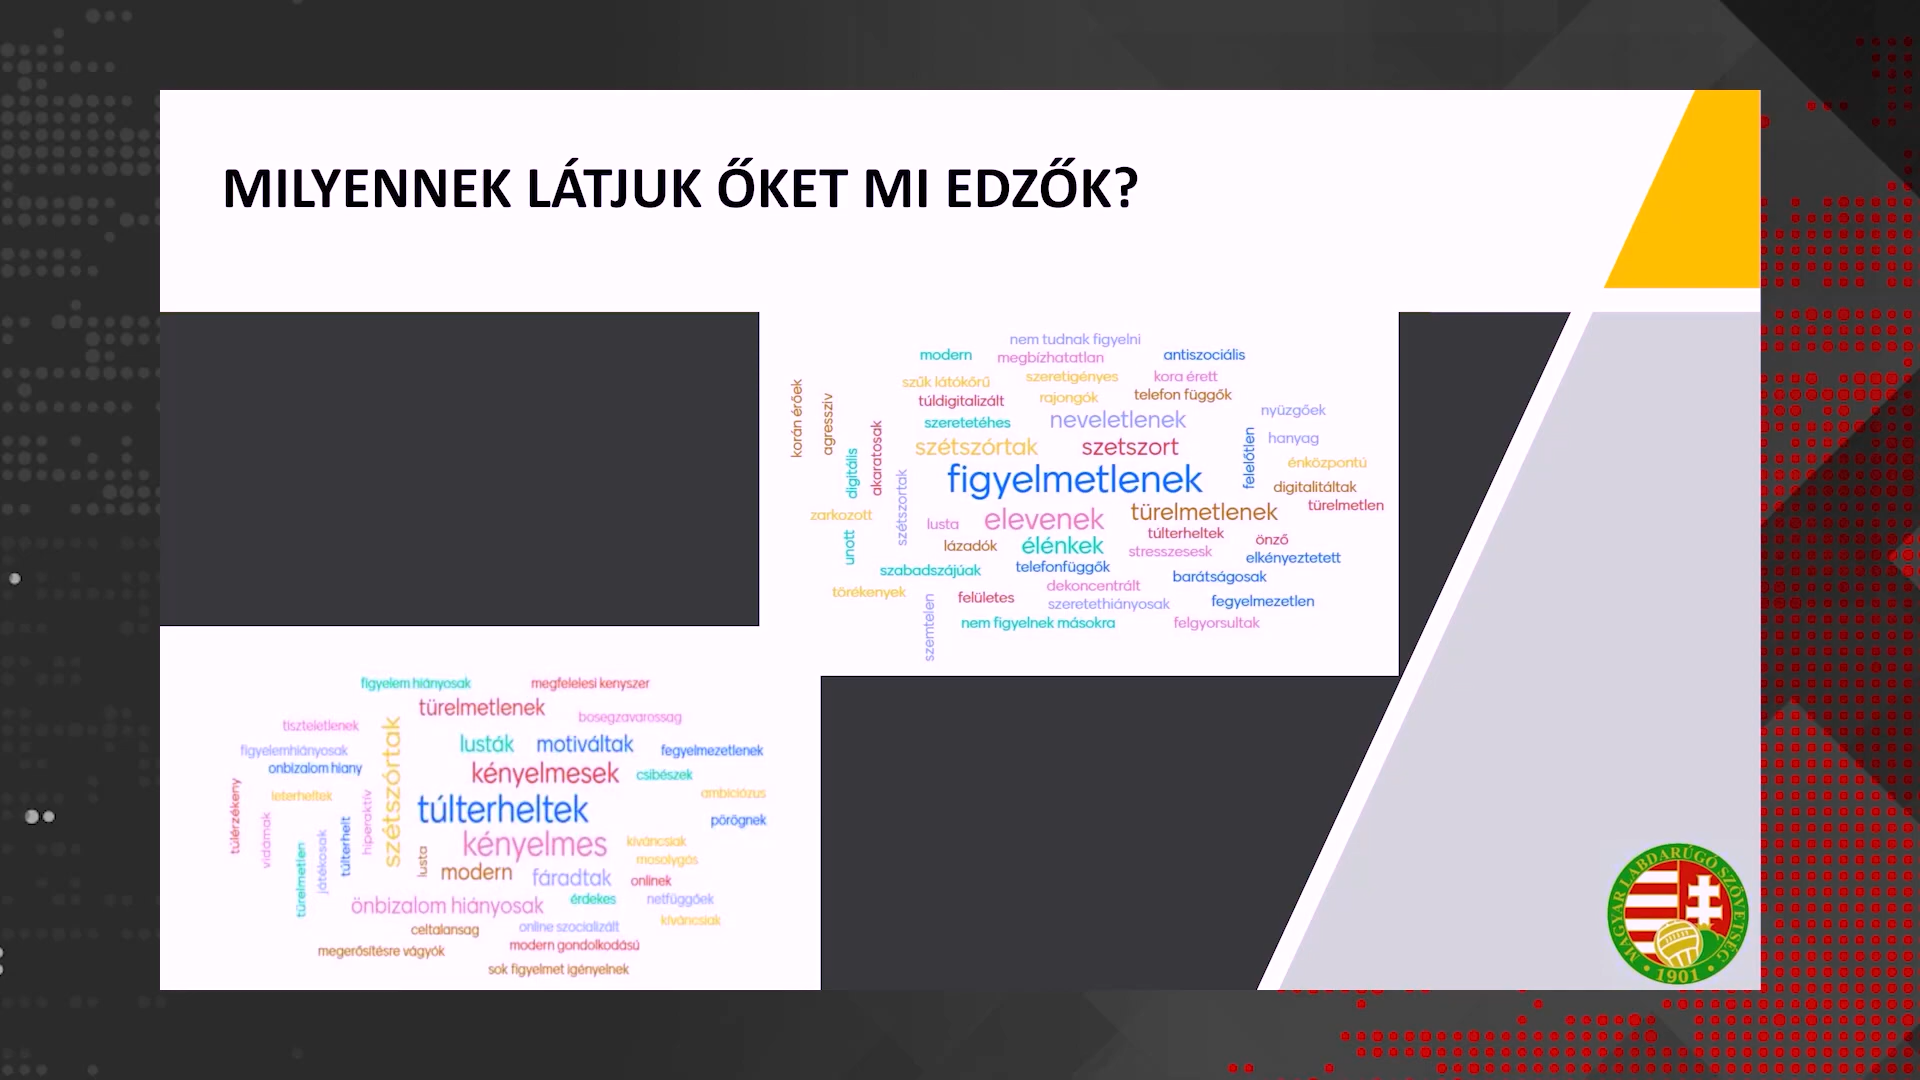 MILYENNEK LÁTJUK ŐKET MI EDZŐK?
nem tudnak figyelni
modern
megbízhatatlan
antiszociális
szűk látókörű
szeretigényes
kora érett
túldigitalizált
rajongók
telefon függők
korán érőek
agressziv
szeretetéhes
neveletlenek
nyüzgőek
akaratosak
szétszórtak
szetszort
felelőtlen
hanyag
digitális
figyelmetlenek
énközpontú
szétszortak
digitalitáltak
türelmetlen
zarkozott
lusta
elevenek
türelmetlenek
túlterheltek
önző
unott
lázadók
élénkek
stresszesesk
elkényeztetett
szabadszájúak
telefonfüggők
barátságosak
törékenyek
dekoncentrált
felületes
szeretethiányosak
fegyelmezetlen
szemtelen
nem figyelnek másokra
felgyorsultak
figyelem hiányosak
megfelelesi kenyszer
türelmetlenek
bosegzavarossag
tiszteletlenek
szétszórtak
lusták
motiváltak
fegyelmezetlenek
figyelemhiányosak
onbizalom hiany
kényelmesek
csibészek
túlérzékeny
leterheltek
hiperaktív
túlterheltek
ambiciózus
pörögnek
vidámak
túlterhelt
kényelmes
kíváncsiak
játékosak
mosolygós
türelmetlen
lusta
modern
fáradtak
onlinek
önbizalom hiányosak
érdekes
netfüggőek
celtalansag
online szocializált
kíváncsiak
megerősítésre vágyók
modern gondolkodású
sok figyelmet igényelnek
MAGYAR LABDARÚGÓ SZÖVETSÉG
• 1901 •